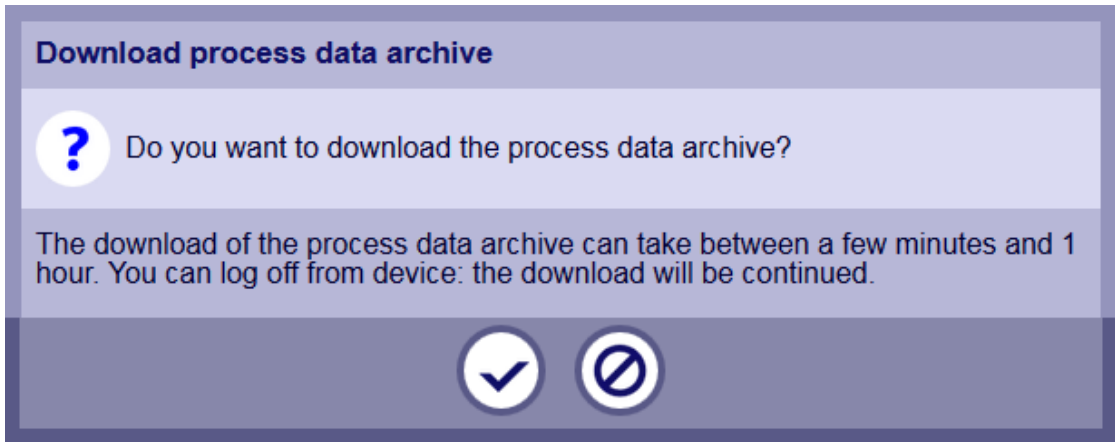 Download process data archive
Do you want to download the process data archive?
The download of the process data archive can take between a few minutes and 1
hour. You can log off from device: the download will be continued.